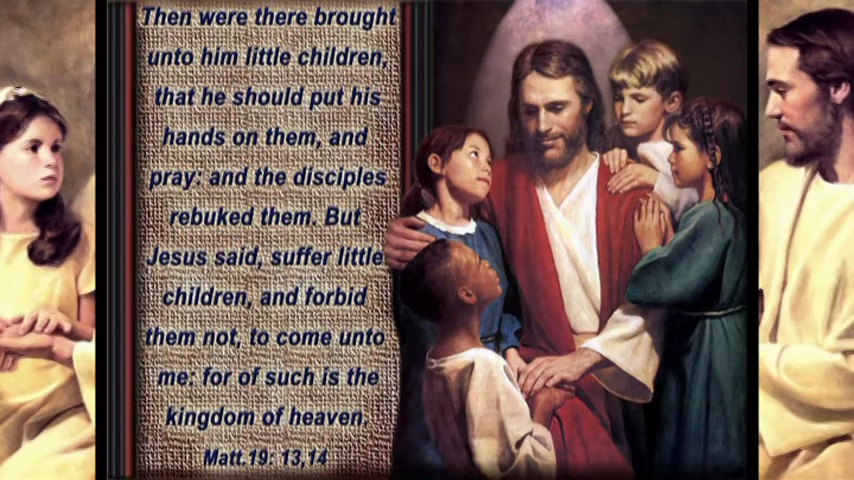 Then were there brought
unto him little children,
that he should put his
hands on them, and
pray: and the disciples
rebuked them. But
Jesus said, suffer little
children, and forbid
them not, to come unto
me: for of such is the
kingdom of heaven.
Matt.19: 13,14